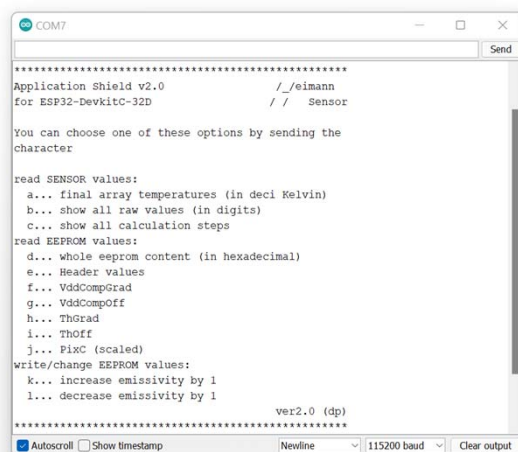 COM7
Send
**************************************************
Application Shield v2.0 /_/eimann
for ESP32-DevkitC-32D / / Sensor
You can choose one of these options by sending the
character
read SENSOR values:
a... final array temperatures (in deci Kelvin)
b... show all raw values (in digits)
c... show all calculation steps
read EEPROM values:
d... whole eeprom content (in hexadecimal)
e... Header values
f... VddCompGrad
g... VddCompOff
h... ThGrad
i... ThOff
j... PixC (scaled)
write/change EEPROM values:
k... increase emissivity by 1
l... decrease emissivity by 1
ver2.0 (dp)
**************************************************
Autoscroll Show timestamp Newline 115200 baud Clear output